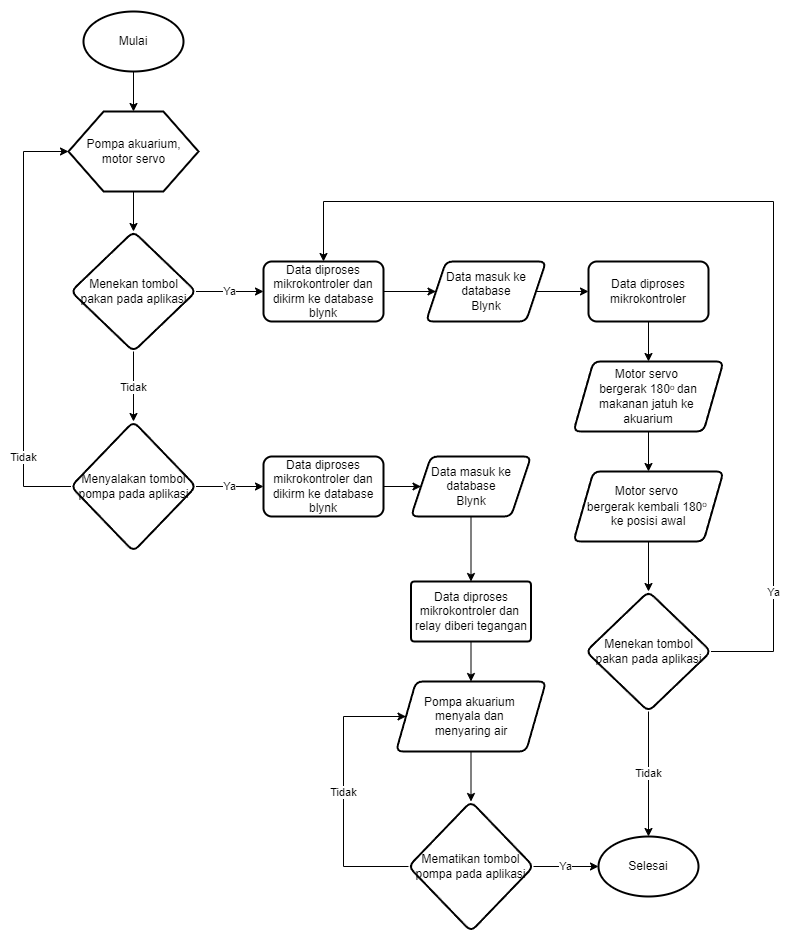 Mulai
Pompa akuarium,
motor servo
Menekan tombol
pakan pada aplikasi
Ya
Data diproses
mikrokontroler dan
dikirm ke database
blynk
Data masuk ke
database
Blynk
Data diproses
mikrokontroler
Tidak
Motor servo
bergerak 180º dan
makanan jatuh ke
akuarium
Tidak
Menyalakan tombol
pompa pada aplikasi
Ya
Data diproses
mikrokontroler dan
dikirm ke database
blynk
Data masuk ke
database
Blynk
Motor servo
bergerak kembali 180º
ke posisi awal
Data diproses
mikrokontroler dan
relay diberi tegangan
Menekan tombol
pakan pada aplikasi
Ya
Pompa akuarium
menyala dan
menyaring air
Tidak
Tidak
Mematikan tombol
pompa pada aplikasi
Ya
Selesai